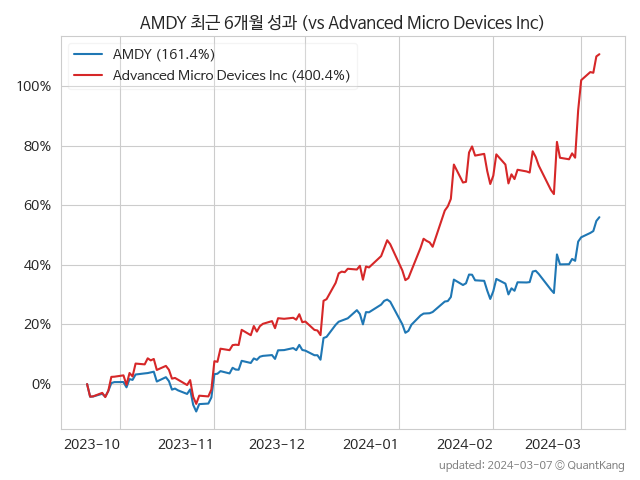 AMDY 최근 6개월 성과 (vs Advanced Micro Devices Inc)
AMDY (161.4%)
Advanced Micro Devices Inc (400.4%)
100%
80%
60%
40%
20%
0%
2023-10 2023-11 2023-12 2024-01 2024-02 2024-03
updated: 2024-03-07 © QuantKang